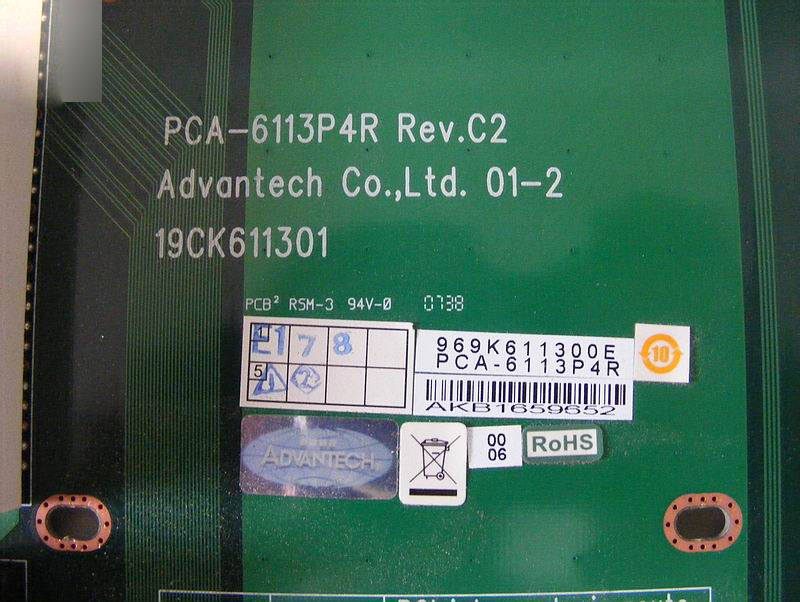 PCA-6113P4R Rev.C2
Advantech Co.,Ltd. 01-2
19CK611301
PCB² RSM-3 94V-0 0738
E1 7 8
5
969K611300E
PCA-6113P4R
AKB1659652
10
ADVANTECH
00
06
RoHS